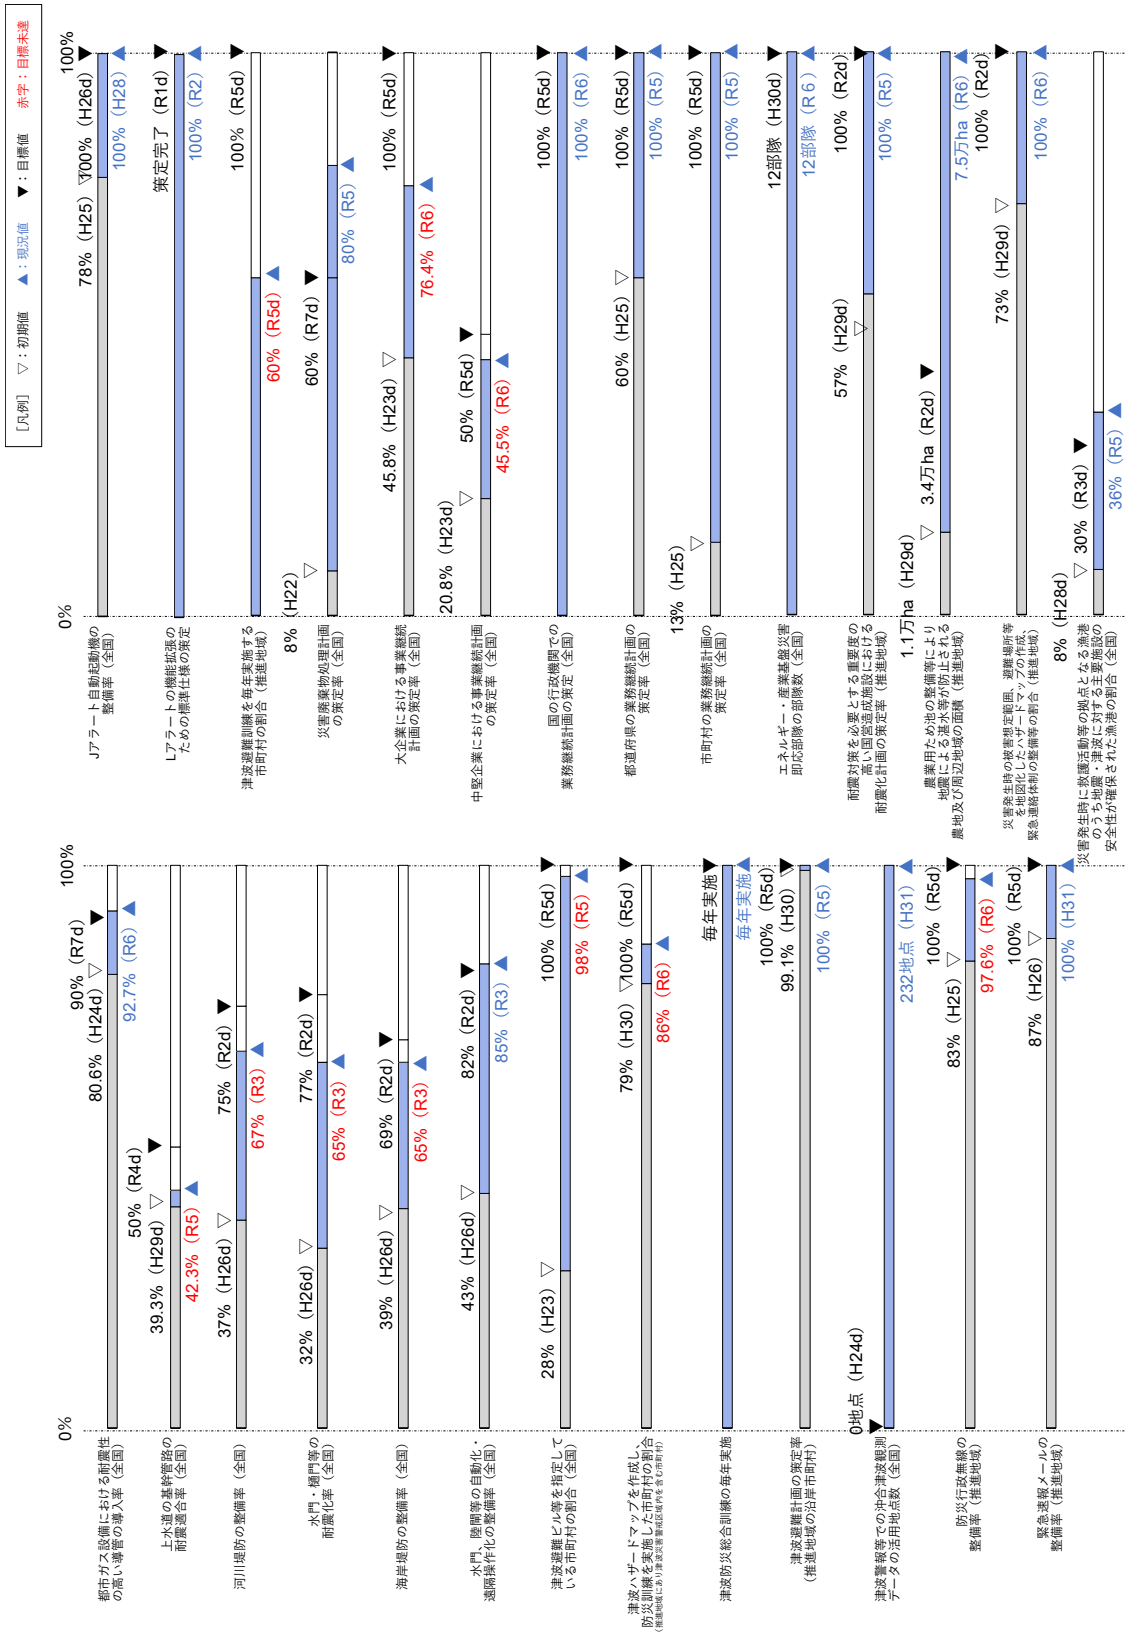 [凡例] ▽：初期値 ▲：現況値 ▼：目標値 赤字：目標未達
0% 100%
都市ガス設備における耐震性
の高い導管の導入率（全国）
80.6%（H24d）
90%（R7d）
92.7%（R6）
上水道の基幹管路の
耐震適合率（全国）
39.3%（H29d）
50%（R4d）
42.3%（R5）
河川堤防の整備率（全国）
37%（H26d）
75%（R2d）
67%（R3）
水門・樋門等の
耐震化率（全国）
32%（H26d）
77%（R2d）
65%（R3）
海岸堤防の整備率（全国）
39%（H26d）
69%（R2d）
65%（R3）
水門、陸閘等の自動化・
遠隔操作化の整備率（全国）
43%（H26d）
82%（R2d）
85%（R3）
津波避難ビル等を指定して
いる市町村の割合（全国）
28%（H23）
100%（R5d）
98%（R5）
津波ハザードマップを作成し、
防災訓練を実施した市町村の割合
（推進地域にあり津波災害警戒区域内を含む市町村）
79%（H30）
100%（R5d）
86%（R6）
津波防災総合訓練の毎年実施
毎年実施
毎年実施
津波避難計画の策定率
（推進地域の沿岸市町村）
99.1%（H30）
100%（R5d）
100%（R5）
津波警報等での沖合津波観測
データの活用地点数（全国）
0地点（H24d）
232地点（H31）
防災行政無線の
整備率（推進地域）
83%（H25）
100%（R5d）
97.6%（R6）
緊急速報メールの
整備率（推進地域）
87%（H26）
100%（R5d）
100%（H31）
0% 100%
Jアラート自動起動機の
整備率（全国）
78%（H25）
100%（H26d）
100%（H28）
Lアラートの機能拡張の
ための標準仕様の策定
策定完了（R1d）
100%（R2）
津波避難訓練を毎年実施する
市町村の割合（推進地域）
100%（R5d）
60%（R5d）
災害廃棄物処理計画
の策定率（全国）
8%（H22）
60%（R7d）
80%（R5）
大企業における事業継続
計画の策定率（全国）
45.8%（H23d）
100%（R5d）
76.4%（R6）
中堅企業における事業継続計画
の策定率（全国）
20.8%（H23d）
50%（R5d）
45.5%（R6）
国の行政機関での
業務継続計画の策定（全国）
100%（R5d）
100%（R6）
都道府県の業務継続計画の
策定率（全国）
60%（H25）
100%（R5d）
100%（R5）
市町村の業務継続計画の
策定率（全国）
13%（H25）
100%（R5d）
100%（R5）
エネルギー・産業基盤災害
即応部隊の部隊数（全国）
12部隊（H30d）
12部隊（R6）
耐震対策を必要とする重要度の
高い国営造成施設における
耐震化計画の策定率（推進地域）
57%（H29d）
100%（R2d）
100%（R5）
農業用ため池の整備等により
地震による湛水等が防止される
農地及び周辺地域の面積（推進地域）
1.1万ha（H29d）
3.4万ha（R2d）
7.5万ha（R6）
災害発生時の被害想定範囲、避難場所等
を地図化したハザードマップの作成、
緊急連絡体制の整備等の割合（推進地域）
73%（H29d）
100%（R2d）
100%（R6）
災害発生時に救護活動等の拠点となる漁港
のうち地震・津波に対する主要施設の
安全性が確保された漁港の割合（全国）
8%（H28d）
30%（R3d）
36%（R5）